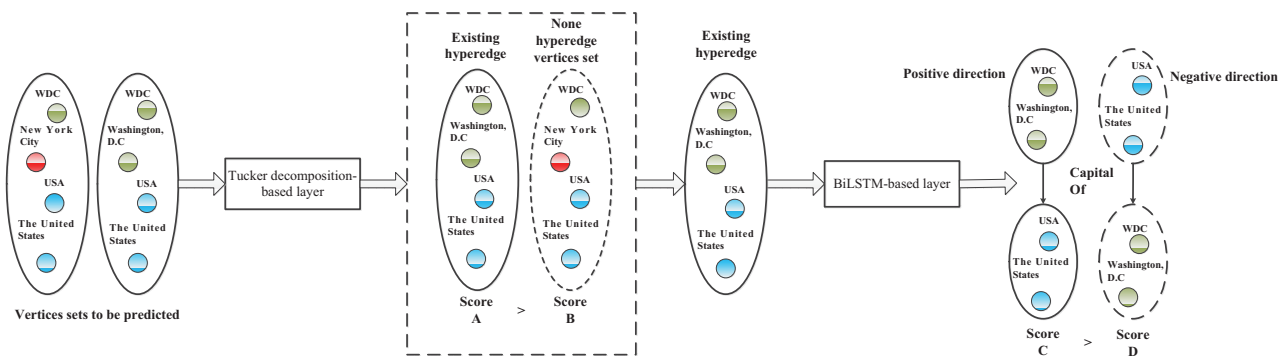 WDC
New York
City
USA
The United
States
WDC
Washington,
D.C
USA
The United
States
Vertices sets to be predicted
Tucker decomposition-
based layer
Existing
hyperedge
WDC
Washington,
D.C
USA
The United
States
Score
A
>
None
hyperedge
vertices set
WDC
New York
City
USA
The United
States
Score
B
Existing
hyperedge
WDC
Washington,
D.C
USA
The United
States
BiLSTM-based layer
Positive direction
WDC
Washington,
D.C
Capital
Of
USA
The United
States
Score
C
>
Negative direction
USA
The United
States
WDC
Washington,
D.C
Score
D